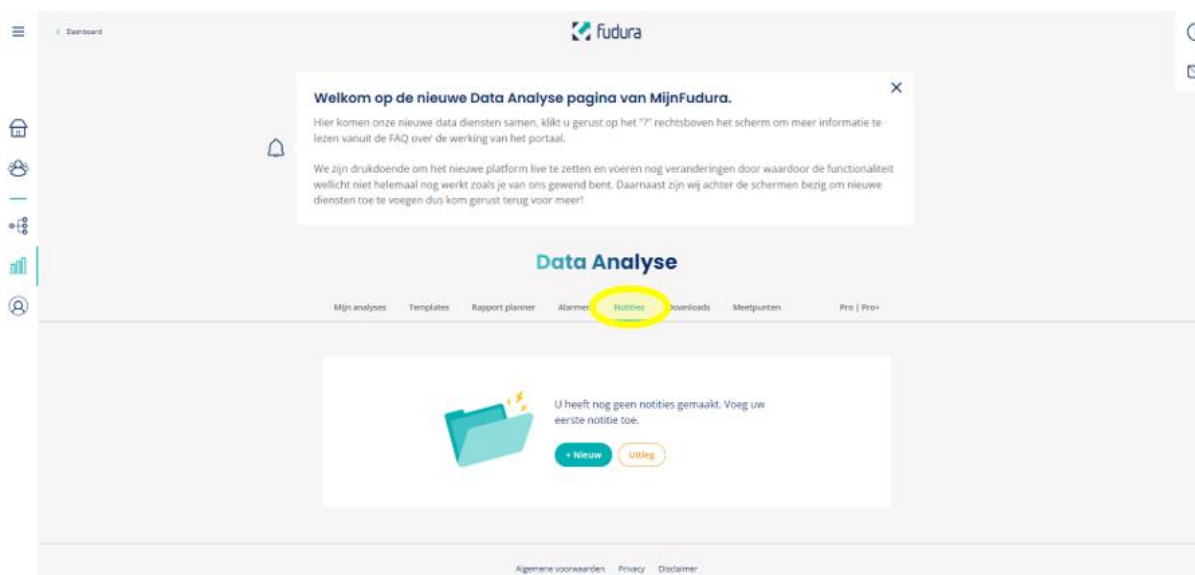 Dashboard
fudura
Welkom op de nieuwe Data Analyse pagina van MijnFudura.
Hier komen onze nieuwe data diensten samen, klikt u gerust op het "?" rechtsboven het scherm om meer informatie te
lezen vanuit de FAQ over de werking van het portaal.
We zijn drukdoende om het nieuwe platform live te zetten en voeren nog veranderingen door waardoor de functionaliteit
wellicht niet helemaal nog werkt zoals je van ons gewend bent. Daarnaast zijn wij achter de schermen bezig om nieuwe
diensten toe te voegen dus kom gerust terug voor meer!
Data Analyse
Mijn analyses Templates Rapport planner Alarmen Notities Downloads Meetpunten Pro | Pro+
U heeft nog geen notities gemaakt. Voeg uw
eerste notitie toe.
+ Nieuw Uitleg
Algemene voorwaarden Privacy Disclaimer